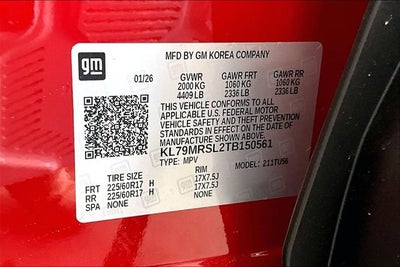 gm
MFD BY GM KOREA COMPANY
01/26 GVWR GAWR FRT GAWR RR
2000 KG 1060 KG 1060 KG
4409 LB 2336 LB 2336 LB
THIS VEHICLE CONFORMS TO ALL
APPLICABLE U.S. FEDERAL MOTOR
VEHICLE SAFETY AND THEFT PREVENTION
STANDARDS IN EFFECT ON THE DATE OF
MANUFACTURE SHOWN ABOVE.
KL79MRSL2TB150561
TYPE: MPV MODEL: 211TU56
TIRE SIZE RIM
FRT 225/60R17 H 17X7.5J
RR 225/60R17 H 17X7.5J
SPA NONE NONE